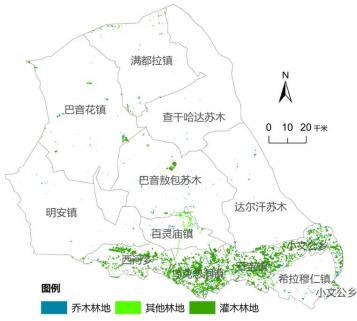 满都拉镇
N
巴音花镇
查干哈达苏木
0 10 20 千米
巴音敖包苏木
明安镇
达尔汗苏木
百灵庙镇
小文公乡
西河乡
希拉穆仁镇
小文公乡
图例
乔木林地
其他林地
灌木林地